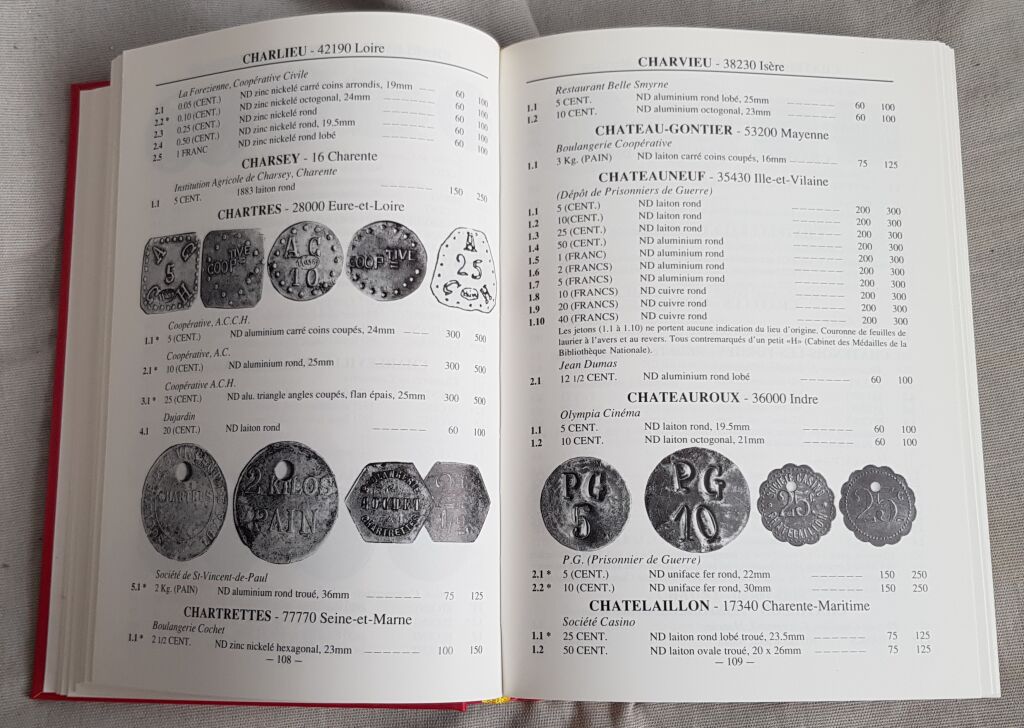 CHARLIEU - 42190 Loire
La Forezienne, Coopérative Civile
2.1 0.05 (CENT.) ND zinc nickelé carré coins arrondis, 19mm 60 100
2.2 * 0.10 (CENT.) ND zinc nickelé octogonal, 24mm 60 100
2.3 0.25 (CENT.) ND zinc nickelé rond 60 100
2.4 0.50 (CENT.) ND zinc nickelé rond, 19.5mm 60 100
2.5 1 FRANC ND zinc nickelé rond lobé 60 100
CHARSEY - 16 Charente
Institution Agricole de Charsey, Charente
1.1 5 CENT. 1883 laiton rond 150 250
CHARTRES - 28000 Eure-et-Loire
A C 5 C H
TIVE COOP
A C 10
COOP TIVE
A 25 C H
Coopérative, A.C.C.H.
1.1 * 5 (CENT.) ND aluminium carré coins coupés, 24mm 300 500
Coopérative, A.C.
2.1 * 10 (CENT.) ND aluminium rond, 25mm 300 500
Coopérative A.C.H.
3.1 * 25 (CENT.) ND alu. triangle angles coupés, flan épais, 25mm 300 500
Dujardin
4.1 20 (CENT.) ND laiton rond 60 100
VINCENT CHARTRES
2 KILOS PAIN
Société de St-Vincent-de-Paul
5.1 * 2 Kg. (PAIN) ND aluminium rond troué, 36mm 75 125
CHARTRETTES - 77770 Seine-et-Marne
Boulangerie Cochet
1.1 * 2 1/2 CENT. ND zinc nickelé hexagonal, 23mm 100 150
— 108 —
CHARVIEU - 38230 Isère
Restaurant Belle Smyrne
1.1 5 CENT. ND aluminium rond lobé, 25mm 60 100
1.2 10 CENT. ND aluminium octogonal, 23mm 60 100
CHATEAU-GONTIER - 53200 Mayenne
Boulangerie Coopérative
1.1 3 Kg. (PAIN) ND laiton carré coins coupés, 16mm 75 125
CHATEAUNEUF - 35430 Ille-et-Vilaine
(Dépôt de Prisonniers de Guerre)
1.1 5 (CENT.) ND laiton rond 200 300
1.2 10(CENT.) ND laiton rond 200 300
1.3 25 (CENT.) ND laiton rond 200 300
1.4 50 (CENT.) ND aluminium rond 200 300
1.5 1 (FRANC) ND aluminium rond 200 300
1.6 2 (FRANCS) ND aluminium rond 200 300
1.7 5 (FRANCS) ND aluminium rond 200 300
1.8 10 (FRANCS) ND cuivre rond 200 300
1.9 20 (FRANCS) ND cuivre rond 200 300
1.10 40 (FRANCS) ND cuivre rond 200 300
Les jetons (1.1 à 1.10) ne portent aucune indication du lieu d'origine. Couronne de feuilles de
laurier à l'avers et au revers. Tous contremarqués d'un petit «H» (Cabinet des Médailles de la
Bibliothèque Nationale).
Jean Dumas
2.1 12 1/2 CENT. ND aluminium rond lobé 60 100
CHATEAUROUX - 36000 Indre
Olympia Cinéma
1.1 5 CENT. ND laiton rond, 19.5mm 60 100
1.2 10 CENT. ND laiton octogonal, 21mm 60 100
PG 5
PG 10
25c
25c
P.G. (Prisonnier de Guerre)
2.1 * 5 (CENT.) ND uniface fer rond, 22mm 150 250
2.2 * 10 (CENT.) ND uniface fer rond, 30mm 150 250
CHATELAILLON - 17340 Charente-Maritime
Société Casino
1.1 * 25 CENT. ND laiton rond lobé troué, 23.5mm 75 125
1.2 50 CENT. ND laiton ovale troué, 20 x 26mm 75 125
— 109 —